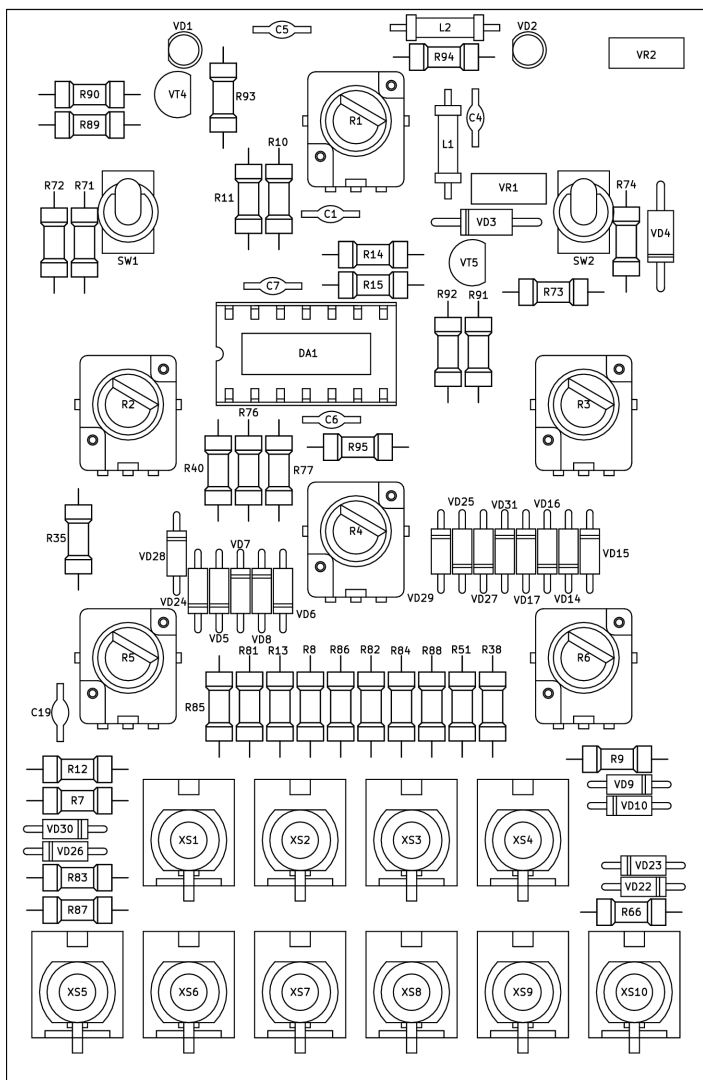 VD1
C5
L2
VD2
R94
VR2
R90
VT4
R93
R89
R1
C4
L1
R10
R72
R71
R11
VR1
R74
C1
VD3
VD4
SW1
SW2
R14
VT5
C7
R15
R92
R91
R73
DA1
R2
R3
R76
C6
R40
R95
R77
VD25
VD31
VD16
R35
R4
VD7
VD28
VD15
VD24
VD29
VD27
VD17
VD14
VD6
VD5
VD8
R5
R81
R13
R8
R86
R82
R84
R88
R51
R38
R6
R85
C19
R12
R9
VD9
R7
VD10
VD30
XS1
XS2
XS3
XS4
VD26
VD23
R83
VD22
R87
R66
XS5
XS6
XS7
XS8
XS9
XS10